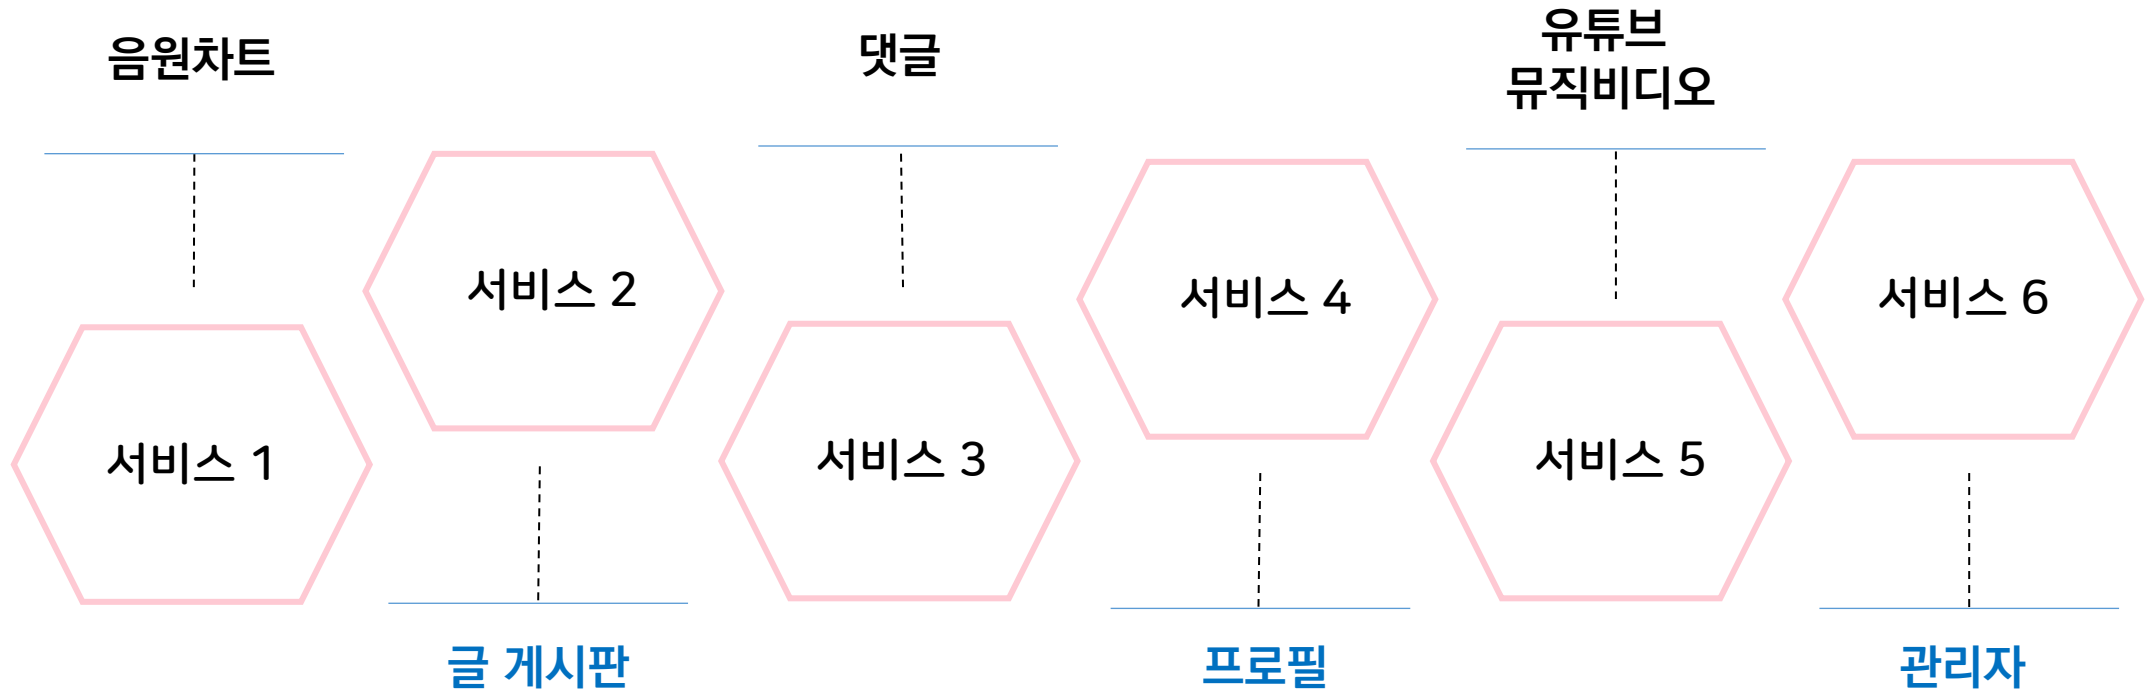 음원차트
댓글
유튜브
뮤직비디오
서비스 1
서비스 2
서비스 3
서비스 4
서비스 5
서비스 6
글 게시판
프로필
관리자